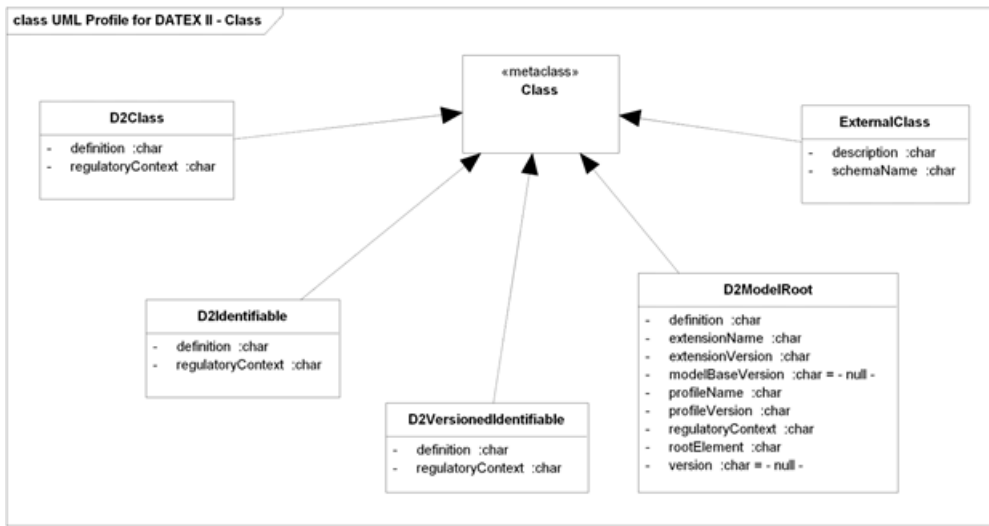 class UML Profile for DATEX II - Class
«metaclass»
Class
D2Class
- definition :char
- regulatoryContext :char
ExternalClass
- description :char
- schemaName :char
D2Identifiable
- definition :char
- regulatoryContext :char
D2ModelRoot
- definition :char
- extensionName :char
- extensionVersion :char
- modelBaseVersion :char = - null -
- profileName :char
- profileVersion :char
- regulatoryContext :char
- rootElement :char
- version :char = - null -
D2VersionedIdentifiable
- definition :char
- regulatoryContext :char